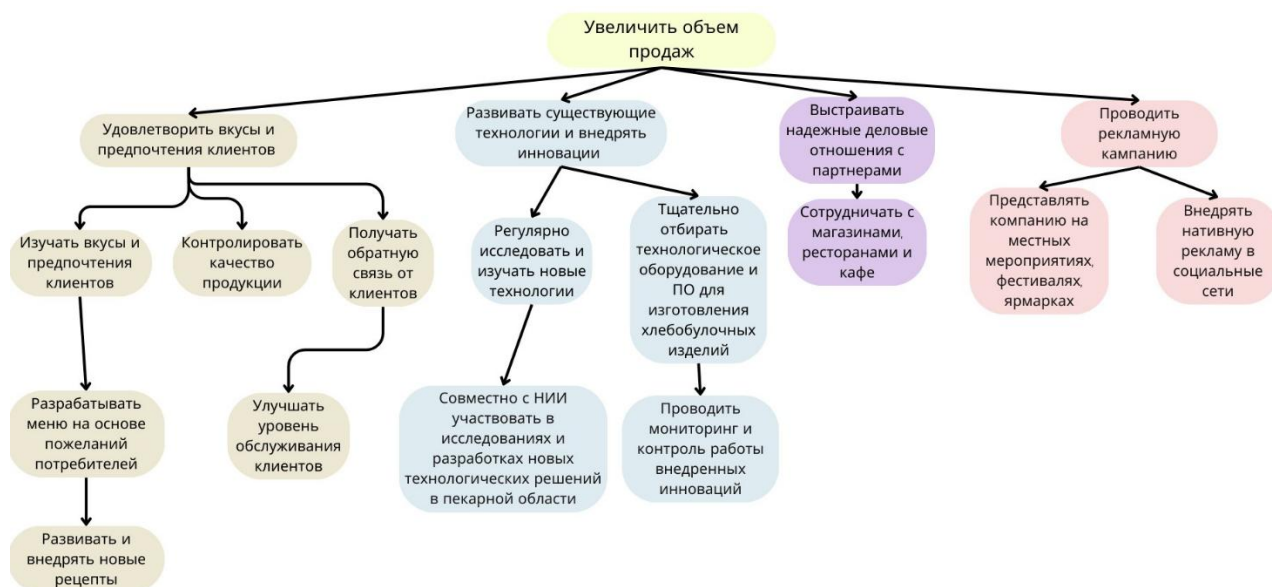 Увеличить объем
продаж
Удовлетворить вкусы и
предпочтения клиентов
Развивать существующие
технологии и внедрять
инновации
Выстраивать
надежные деловые
отношения с
партнерами
Проводить
рекламную
кампанию
Изучать вкусы и
предпочтения
клиентов
Контролировать
качество
продукции
Получать
обратную
связь от
клиентов
Регулярно
исследовать и
изучать новые
технологии
Тщательно
отбирать
технологическое
оборудование и
ПО для
изготовления
хлебобулочных
изделий
Сотрудничать с
магазинами,
ресторанами и
кафе
Представлять
компанию на
местных
мероприятиях,
фестивалях,
ярмарках
Внедрять
нативную
рекламу в
социальные
сети
Разрабатывать
меню на основе
пожеланий
потребителей
Улучшать
уровень
обслуживания
клиентов
Совместно с НИИ
участвовать в
исследованиях и
разработках новых
технологических решений
в пекарной области
Проводить
мониторинг и
контроль работы
внедренных
инноваций
Развивать и
внедрять новые
рецепты